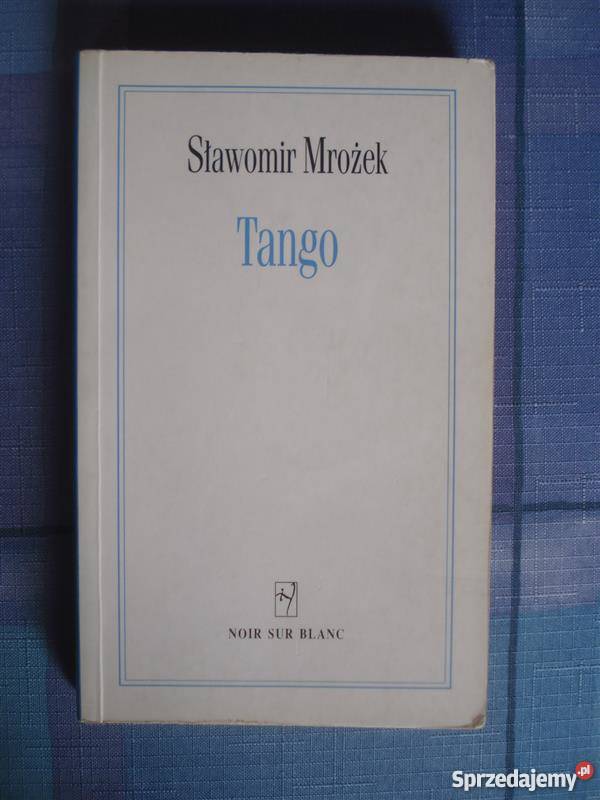 Sławomir Mrożek
Tango
NOIR SUR BLANC
Sprzedajemy.pl